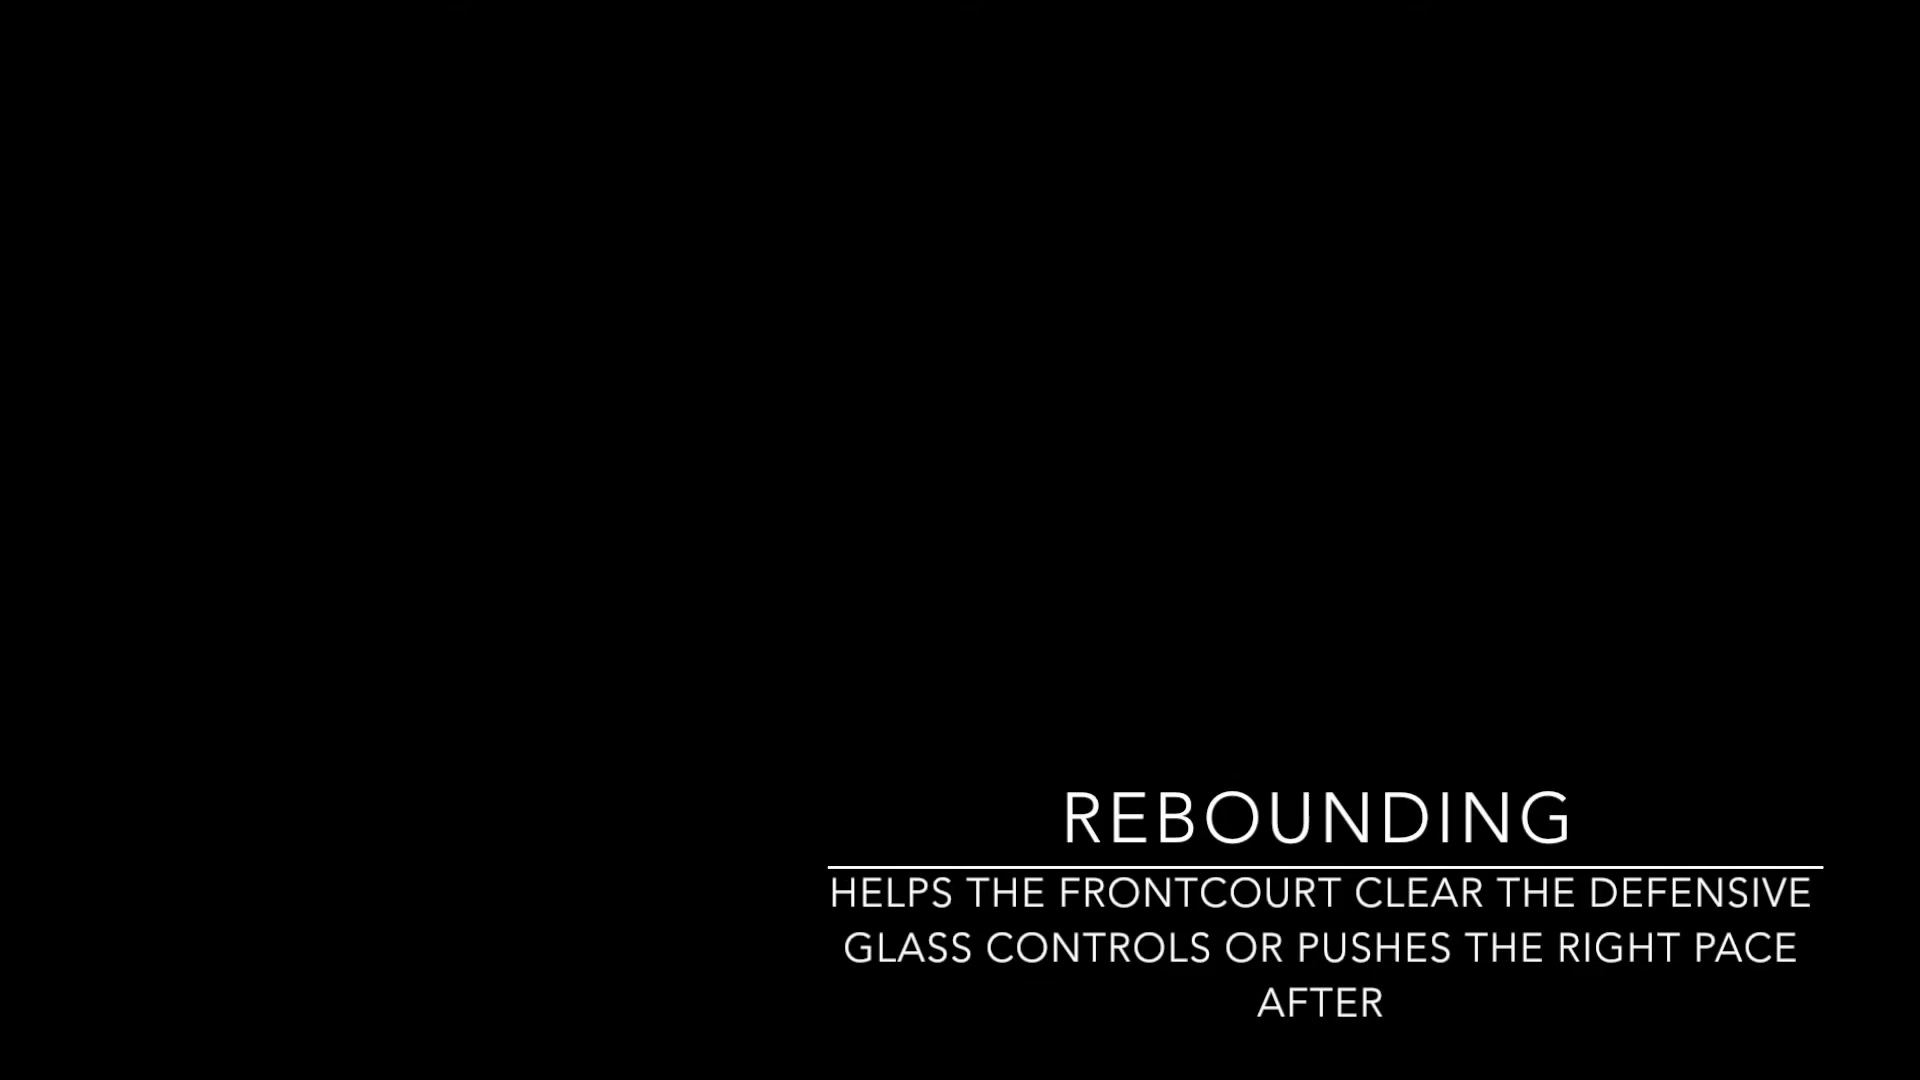 REBOUNDING
HELPS THE FRONTCOURT CLEAR THE DEFENSIVE
GLASS CONTROLS OR PUSHES THE RIGHT PACE
AFTER